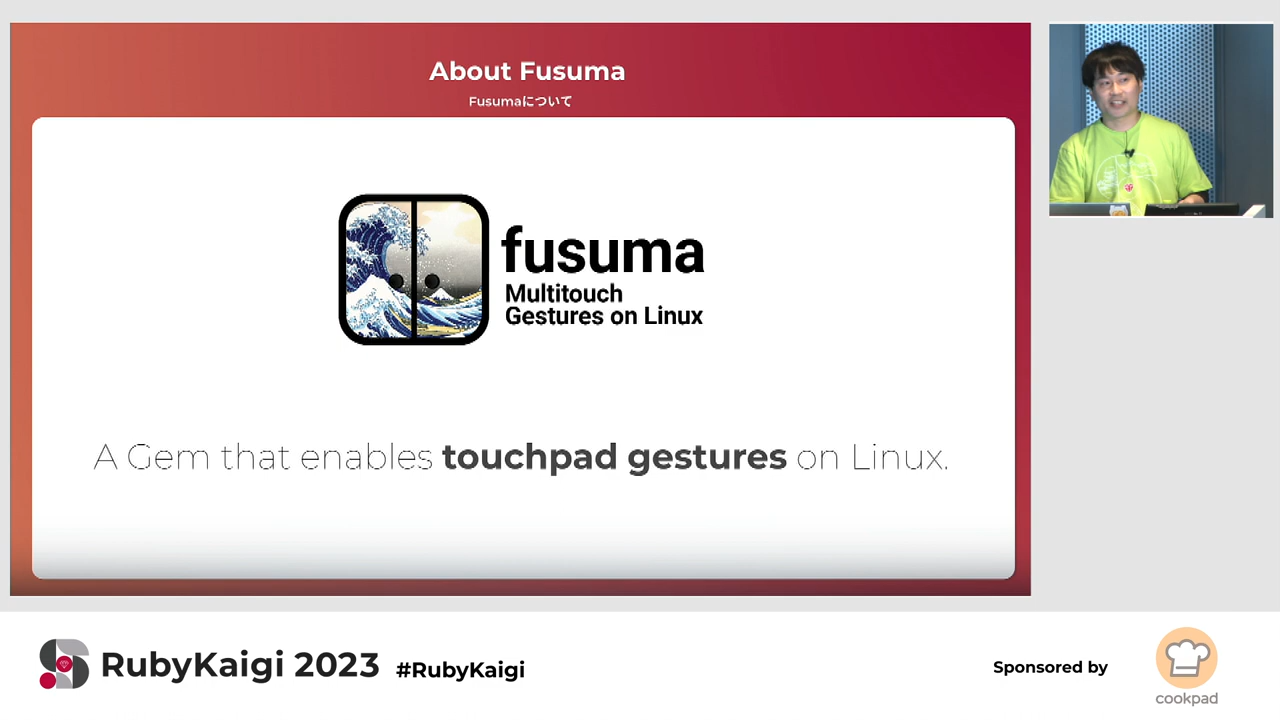 About Fusuma
Fusumaについて
fusuma
Multitouch
Gestures on Linux
A Gem that enables touchpad gestures on Linux.
RubyKaigi 2023 #RubyKaigi
Sponsored by
cookpad